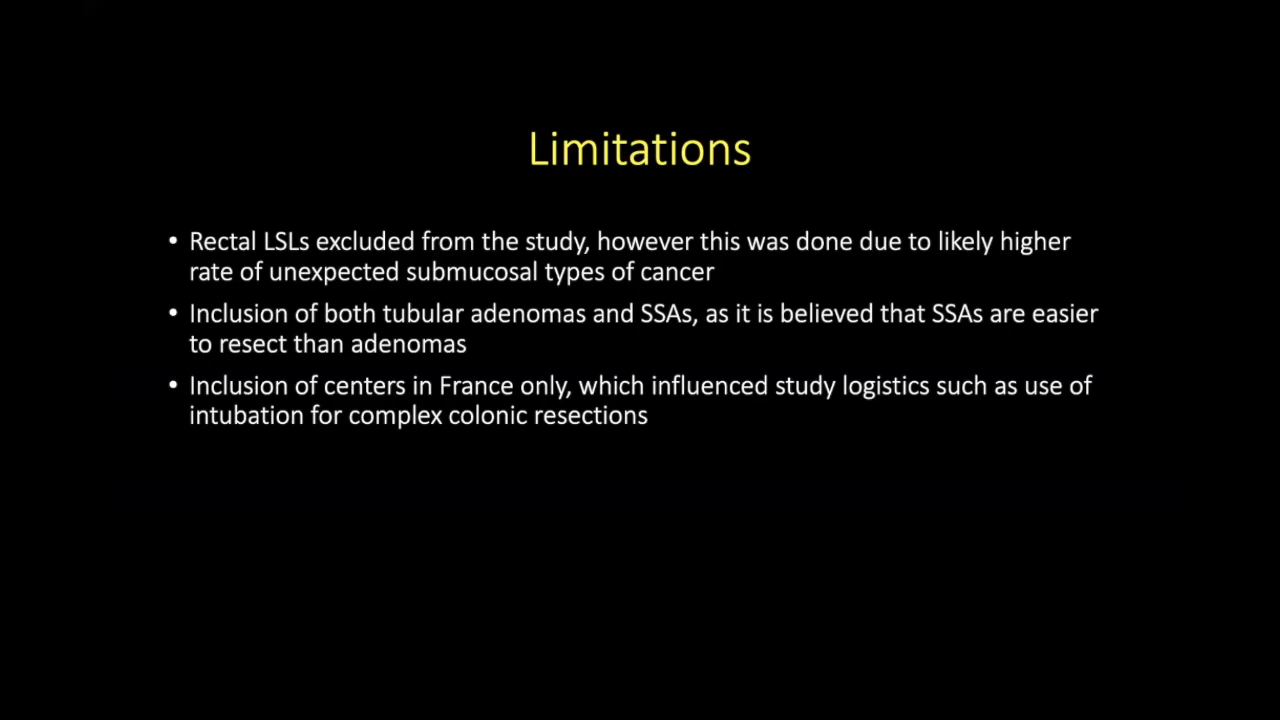 Limitations
• Rectal LSLs excluded from the study, however this was done due to likely higher
rate of unexpected submucosal types of cancer
• Inclusion of both tubular adenomas and SSAs, as it is believed that SSAs are easier
to resect than adenomas
• Inclusion of centers in France only, which influenced study logistics such as use of
intubation for complex colonic resections